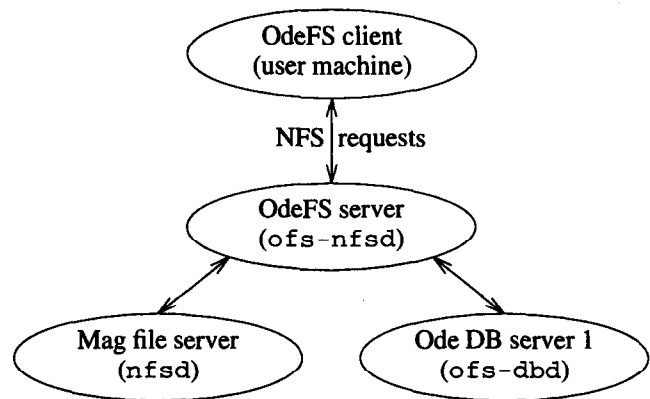 OdeFS client
(user machine)
NFS requests
OdeFS server
(ofs-nfsd)
Mag file server
(nfsd)
Ode DB server 1
(ofs-dbd)